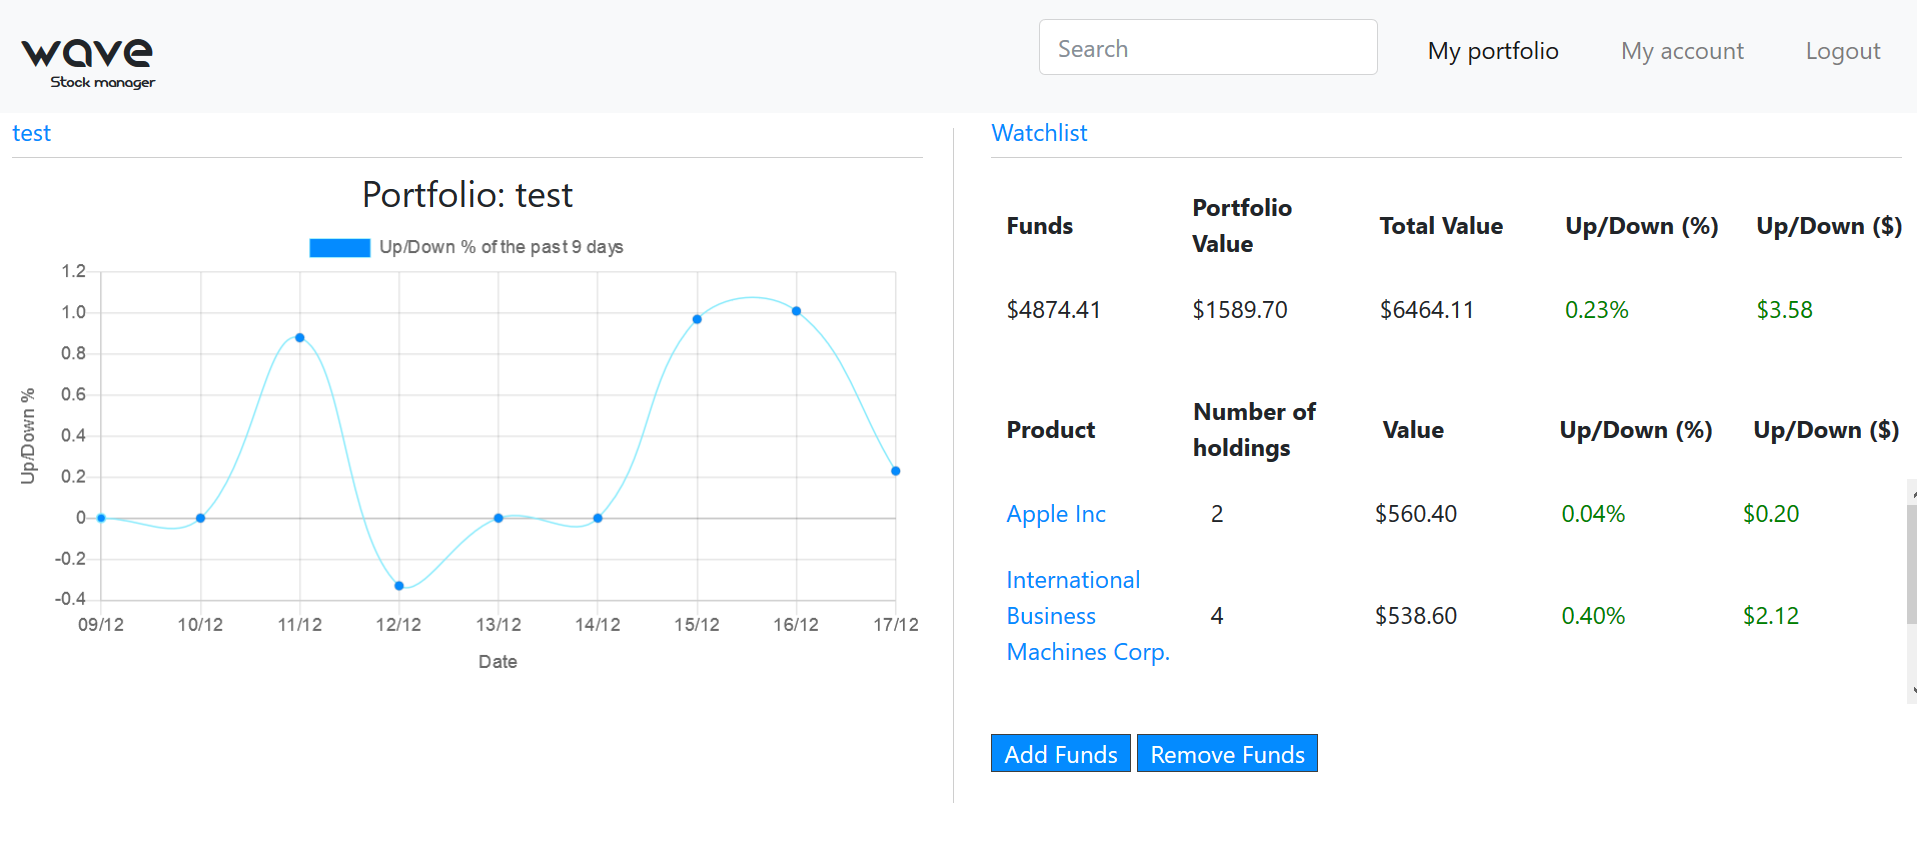 wave
Stock manager
Search
My portfolio
My account
Logout
test
Portfolio: test
Up/Down % of the past 9 days
1.2
1.0
0.8
0.6
0.4
0.2
0
-0.2
-0.4
Up/Down %
09/12 10/12 11/12 12/12 13/12 14/12 15/12 16/12 17/12
Date
Watchlist
Funds Portfolio Value Total Value Up/Down (%) Up/Down ($)
$4874.41 $1589.70 $6464.11 0.23% $3.58
Product Number of holdings Value Up/Down (%) Up/Down ($)
Apple Inc 2 $560.40 0.04% $0.20
International
Business
Machines Corp.
4 $538.60 0.40% $2.12
Add Funds Remove Funds